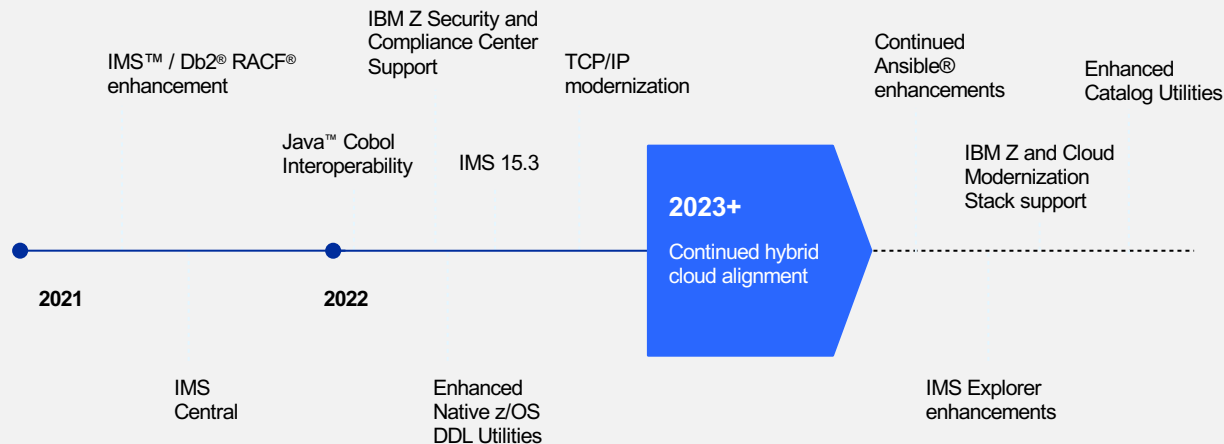 IMS™ / Db2® RACF®
enhancement
Java™ Cobol
Interoperability
IBM Z Security and
Compliance Center
Support
IMS 15.3
TCP/IP
modernization
2023+
Continued hybrid
cloud alignment
Continued
Ansible®
enhancements
IBM Z and Cloud
Modernization
Stack support
Enhanced
Catalog Utilities
2021
2022
IMS
Central
Enhanced
Native z/OS
DDL Utilities
IMS Explorer
enhancements